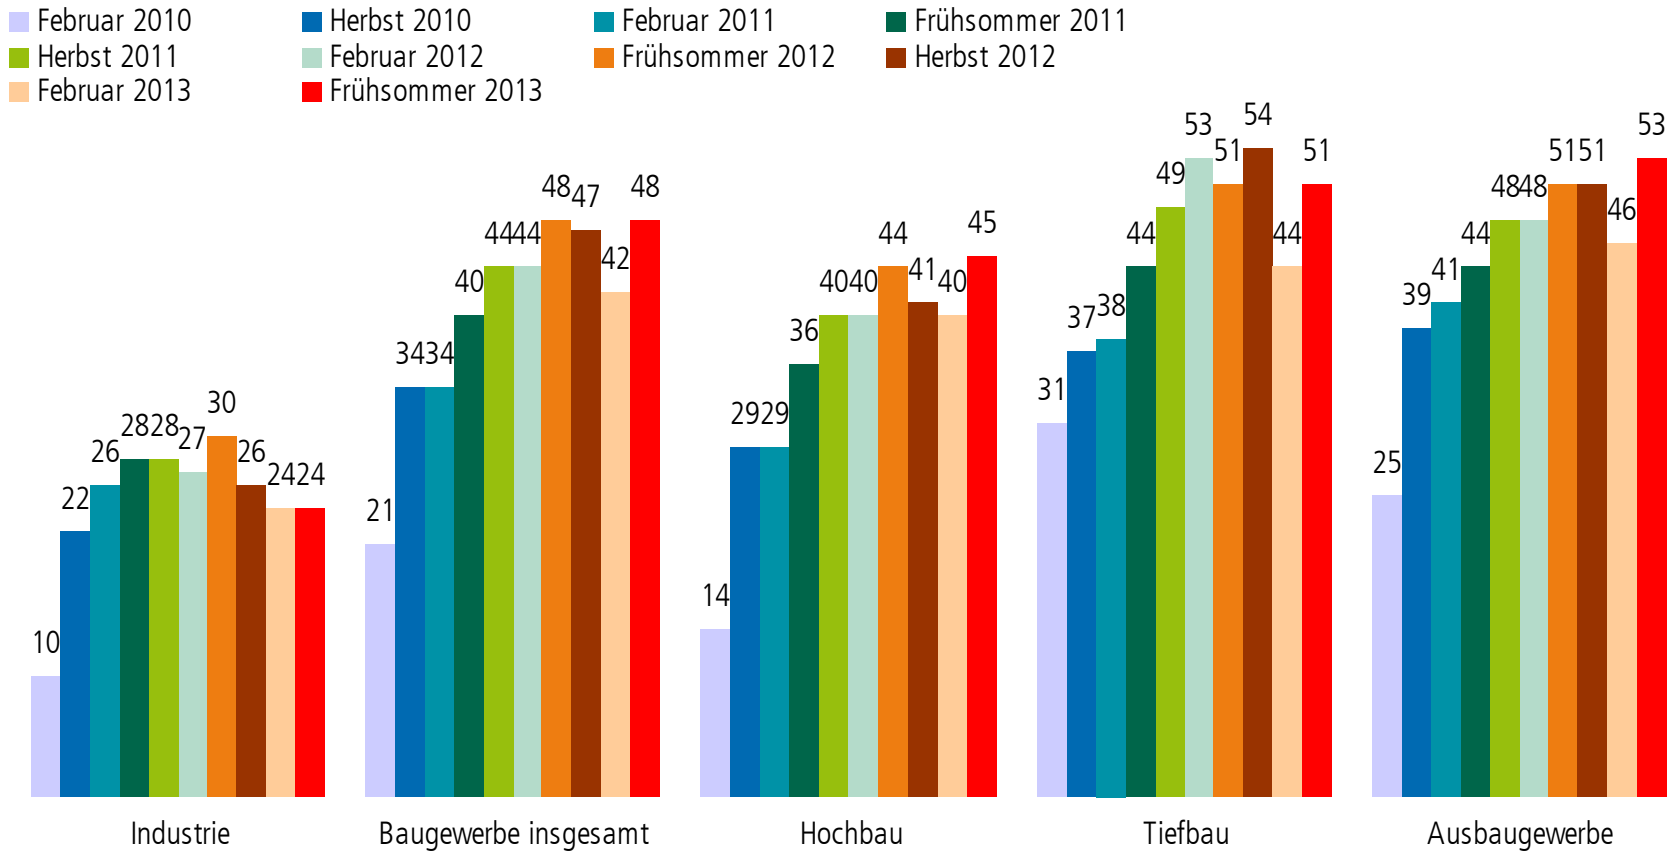 Februar 2010 Herbst 2010 Februar 2011 Frühsommer 2011
Herbst 2011 Februar 2012 Frühsommer 2012 Herbst 2012
Februar 2013 Frühsommer 2013
10 22 26 28 28 27 30 26 24 24
21 34 34 40 44 44 48 47 42 48
14 29 29 36 40 40 44 41 40 45
31 37 38 44 49 53 51 54 44 51
25 39 41 44 48 48 51 51 46 53
Industrie Baugewerbe insgesamt Hochbau Tiefbau Ausbaugewerbe